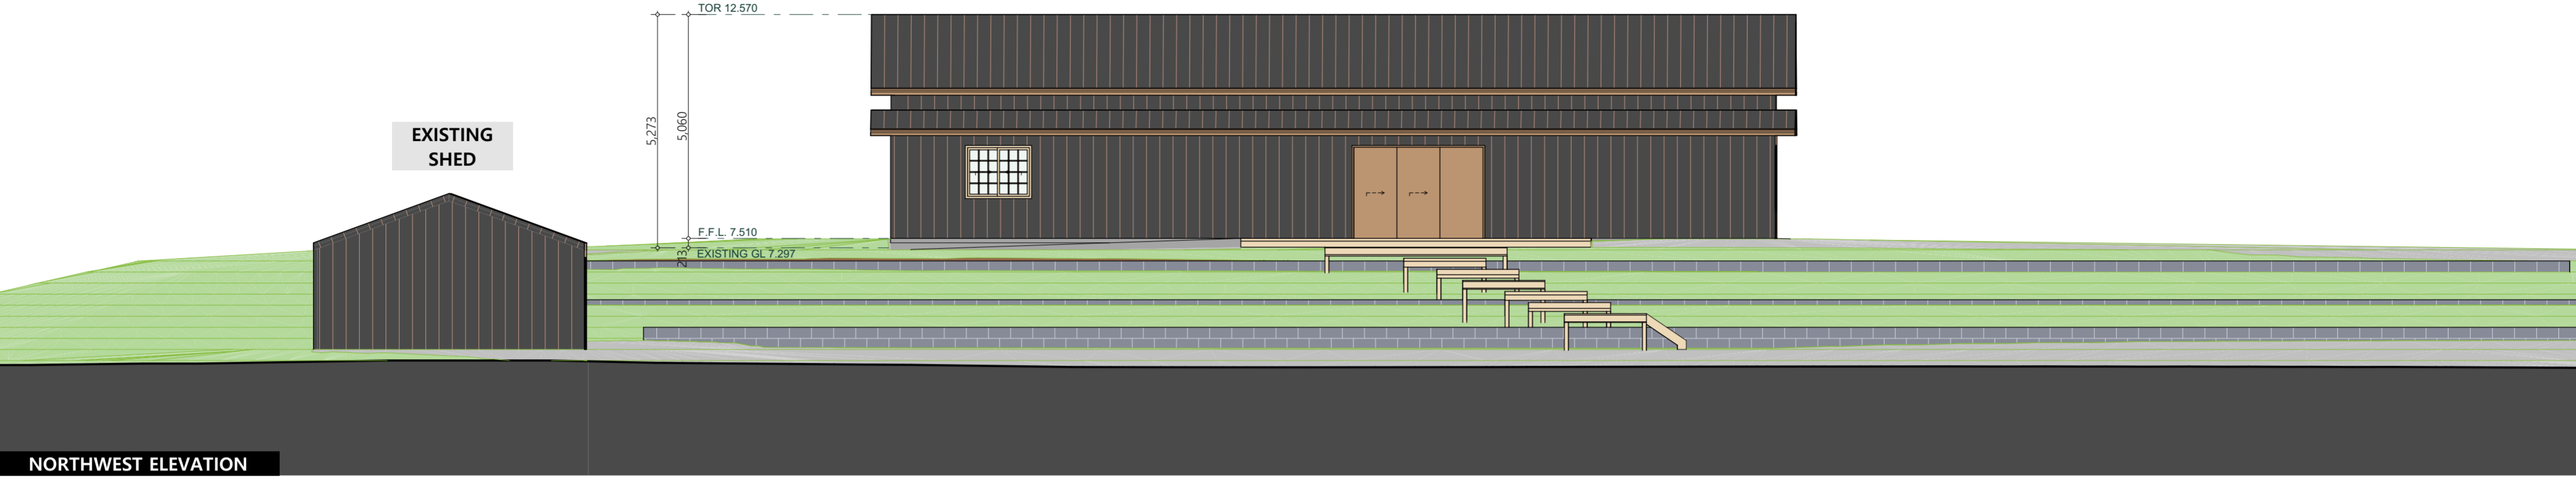 TOR 12.570
5,273
5,060
EXISTING
SHED
F.F.L. 7.510
213
EXISTING GL 7.297
NORTHWEST ELEVATION